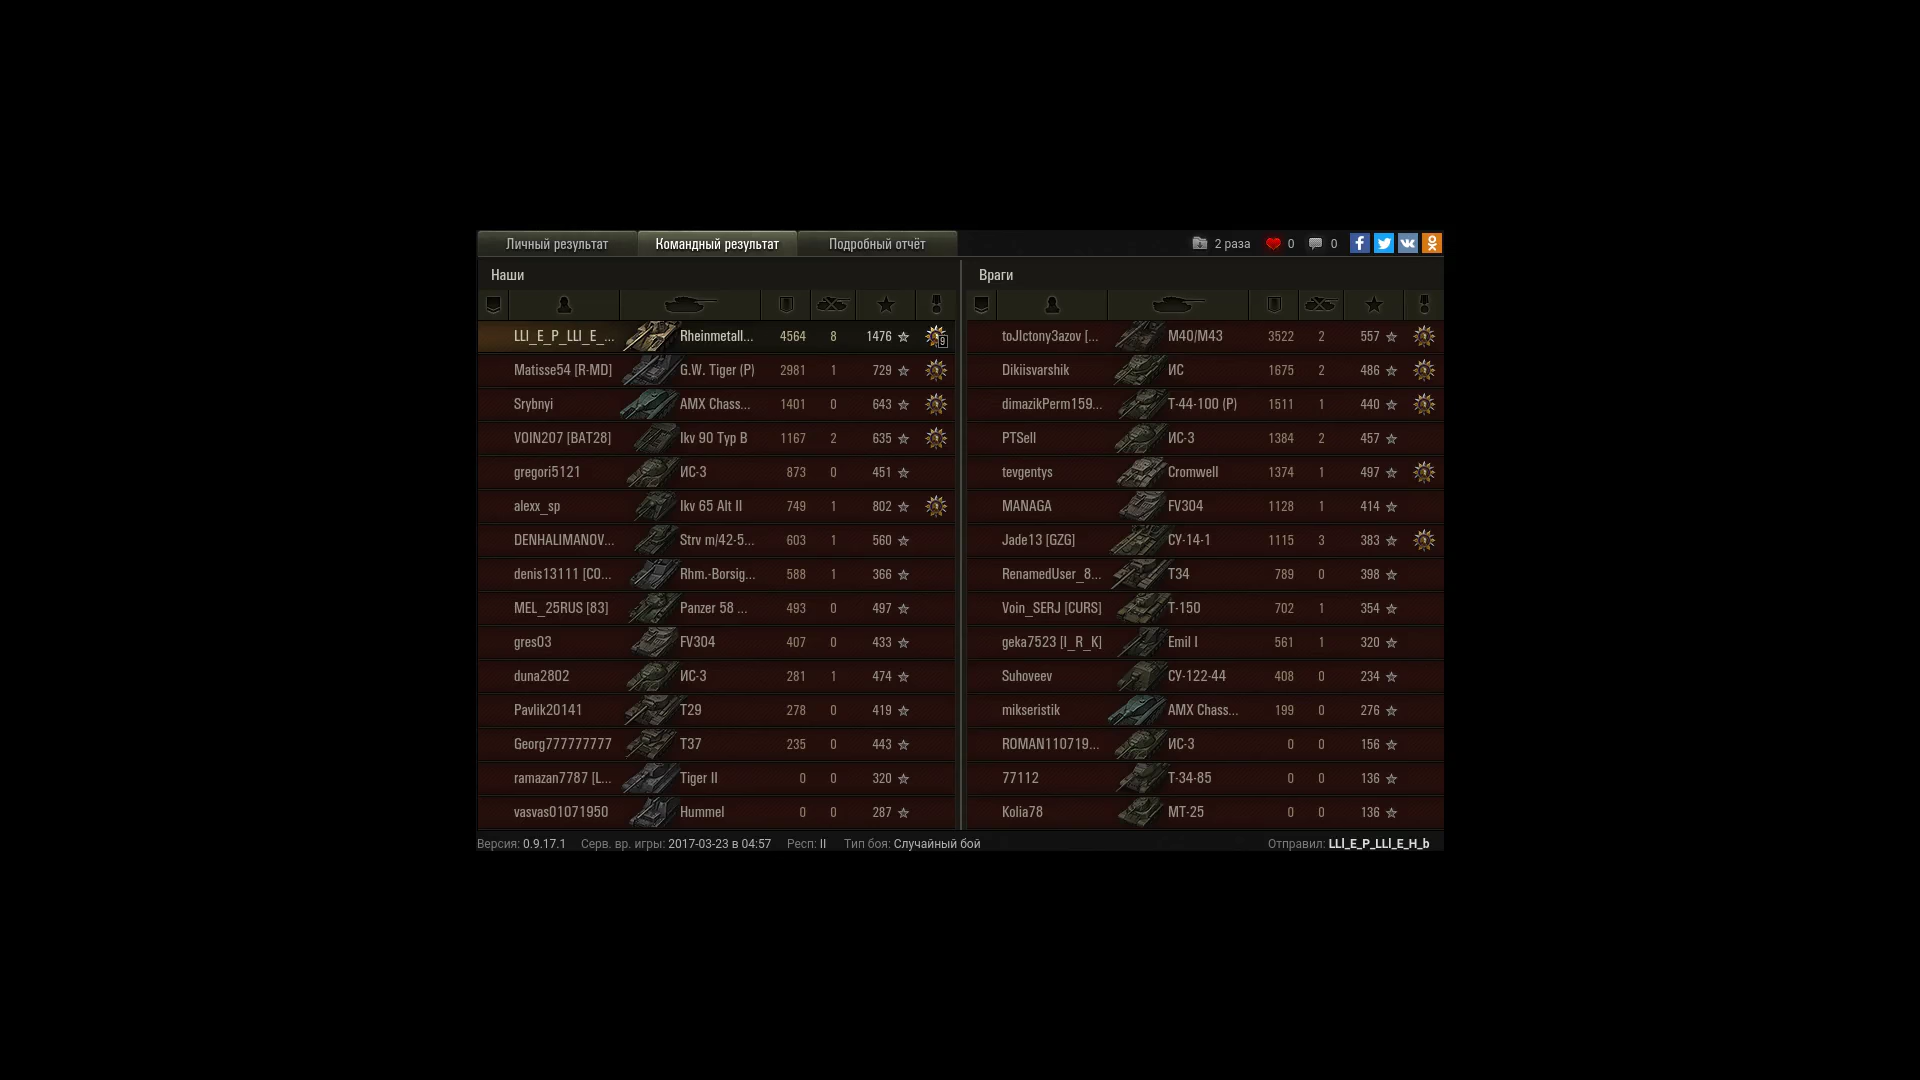 Личный результат Командный результат Подробный отчёт 2 раза 0 0
Наши Враги
LLl_E_P_LLl_E_... Rheinmetall... 4564 8 1476 9 toJIctony3azov [... M40/M43 3522 2 557
Matisse54 [R-MD] G.W. Tiger (P) 2981 1 729 Dikiisvarshik ИС 1675 2 486
Srybnyi AMX Chass... 1401 0 643 dimazikPerm159... Т-44-100 (Р) 1511 1 440
VOIN207 [BAT28] Ikv 90 Typ B 1167 2 635 PTSell ИС-3 1384 2 457
gregori5121 ИС-3 873 0 451 tevgentys Cromwell 1374 1 497
alexx_sp Ikv 65 Alt II 749 1 802 MANAGA FV304 1128 1 414
DENHALIMANOV... Strv m/42-5... 603 1 560 Jade13 [GZG] СУ-14-1 1115 3 383
denis13111 [CO... Rhm.-Borsig... 588 1 366 RenamedUser_8... T34 789 0 398
MEL_25RUS [83] Panzer 58 ... 493 0 497 Voin_SERJ [CURS] Т-150 702 1 354
gres03 FV304 407 0 433 geka7523 [I_R_K] Emil I 561 1 320
duna2802 ИС-3 281 1 474 Suhoveev СУ-122-44 408 0 234
Pavlik20141 T29 278 0 419 mikseristik AMX Chass... 199 0 276
Georg777777777 T37 235 0 443 ROMAN110719... ИС-3 0 0 156
ramazan7787 [L... Tiger II 0 0 320 77112 Т-34-85 0 0 136
vasvas01071950 Hummel 0 0 287 Kolia78 МТ-25 0 0 136
Версия: 0.9.17.1 Серв. вр. игры: 2017-03-23 в 04:57 Респ: II Тип боя: Случайный бой Отправил: LLl_E_P_LLl_E_H_b